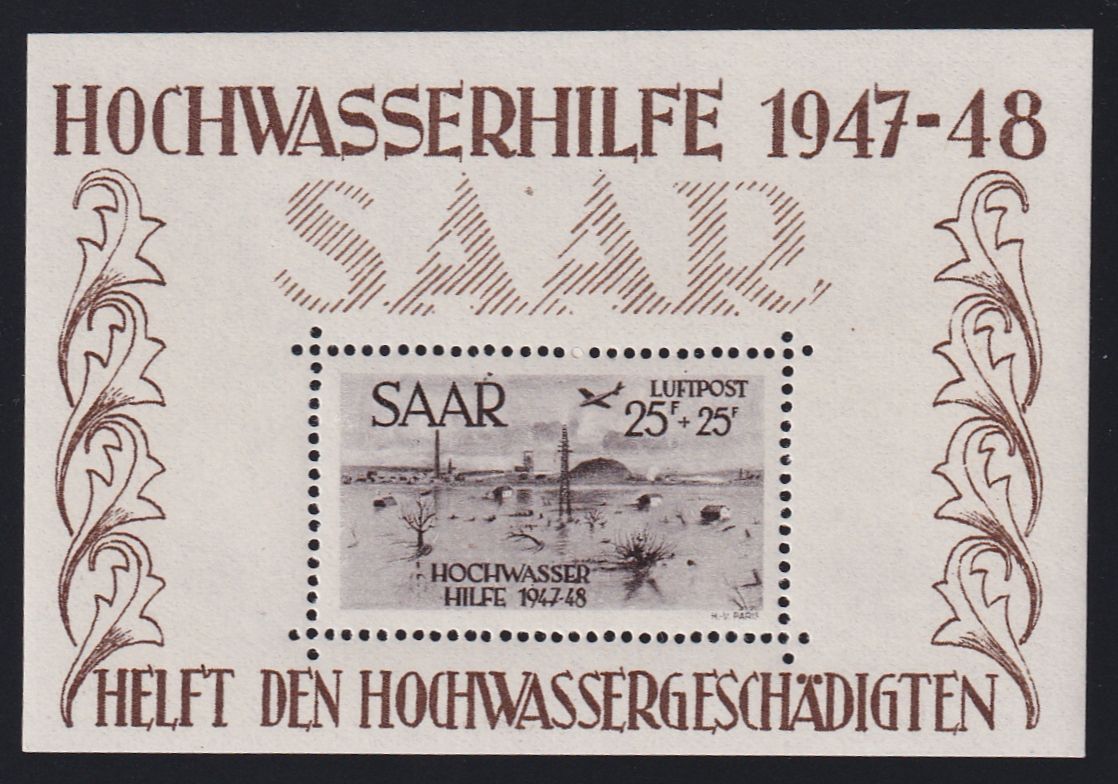 HOCHWASSERHILFE 1947-48
SAAR
SAAR
LUFTPOST
25F + 25F
HOCHWASSER
HILFE 1947-48
H.-V. PARIS
HELFT DEN HOCHWASSERGESCHÄDIGTEN